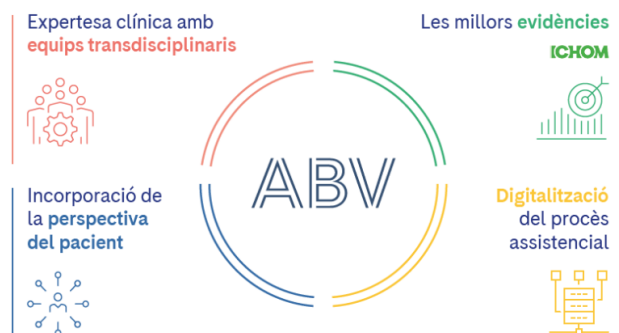 Expertesa clínica amb
equips transdisciplinaris
Les millors evidències
ICHOM
ABV
Incorporació de
la perspectiva
del pacient
Digitalització
del procès
assistencial